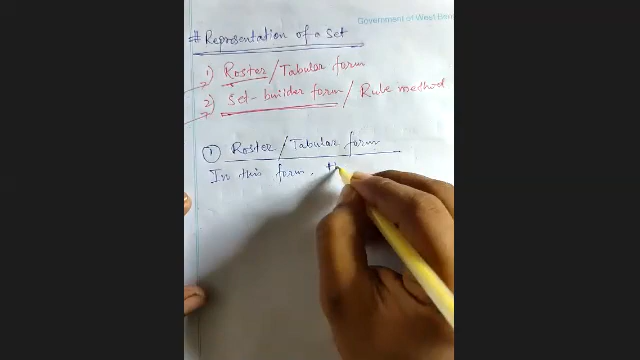 Government of West Ben
# Representation of a Set
1) Roster/Tabular form
2) Set-builder form / Rule method
① Roster/Tabular form
In this form, th